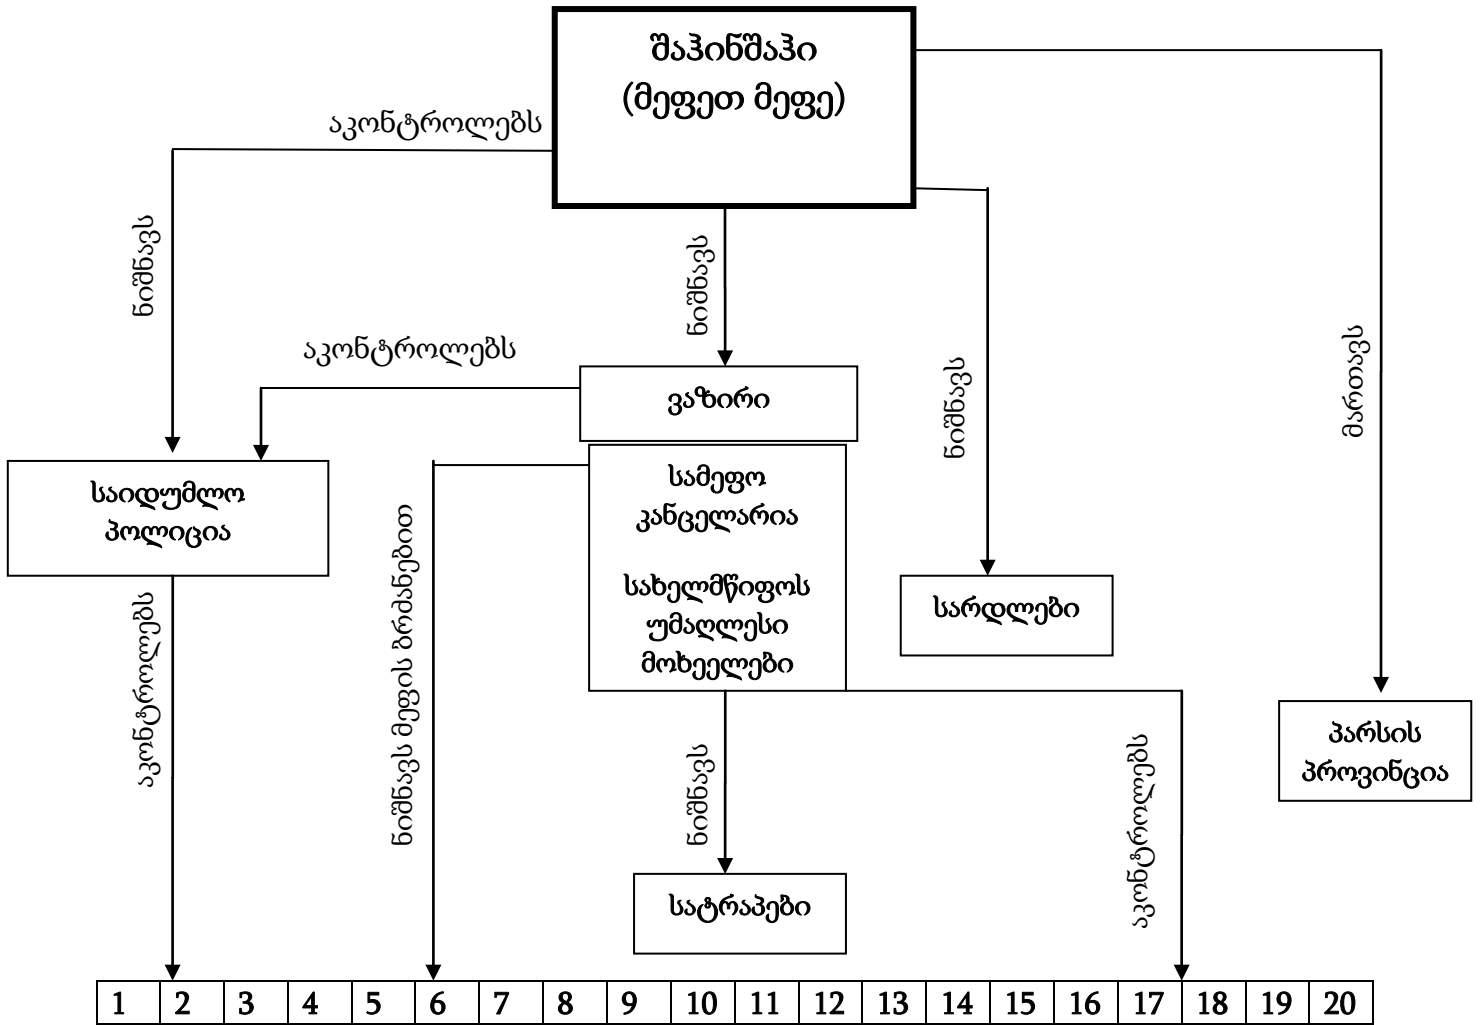 შაჰინშაჰი
(მეფეთ მეფე)
აკონტროლებს
ნიშნავს
ნიშნავს
აკონტროლებს
ნიშნავს
მართავს
ვაზირი
საიდუმლო
პოლიცია
სამეფო
კანცელარია
სახელმწიფოს
უმაღლესი
მოხეელები
ნიშნავს მეფის ბრძანებით
აკონტროლებს
სარდლები
ნიშნავს
აკონტროლებს
პარსის
პროვინცია
სატრაპები
1 2 3 4 5 6 7 8 9 10 11 12 13 14 15 16 17 18 19 20